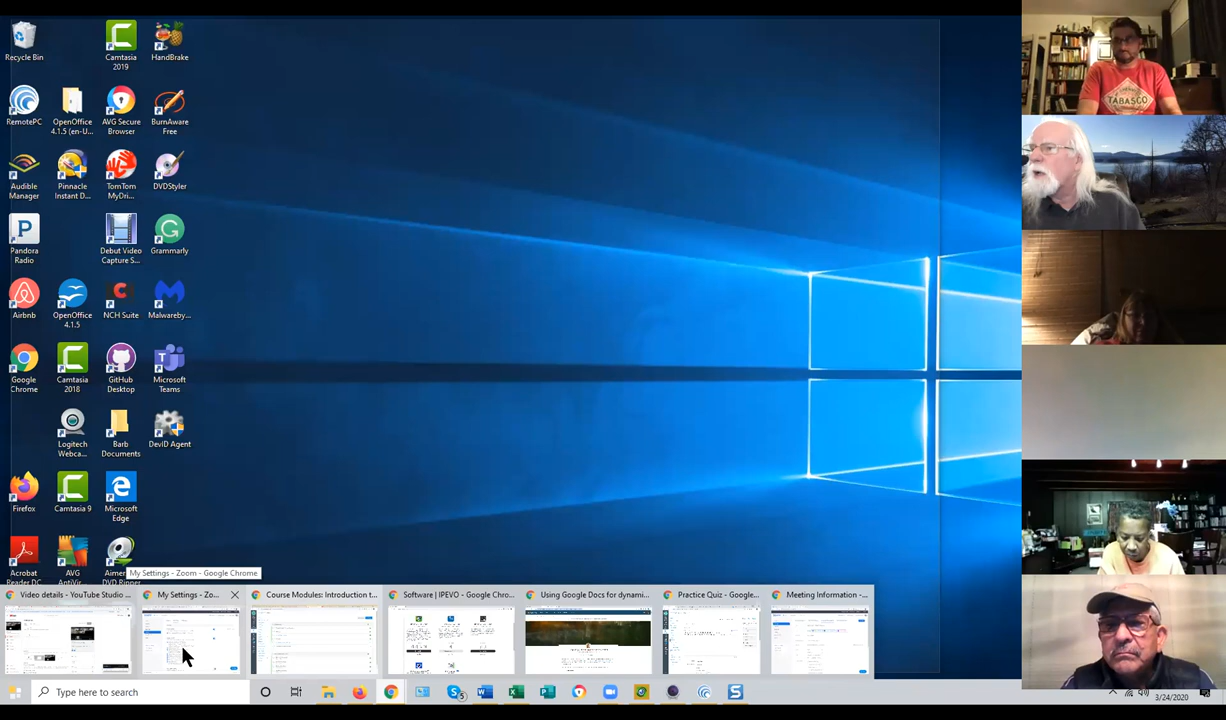 Recycle Bin
Camtasia
2019
HandBrake
RemotePC
OpenOffice
4.1.5 (en-U...
AVG Secure
Browser
BurnAware
Free
Audible
Manager
Pinnacle
Instant D...
TomTom
MyDri...
DVDStyler
Pandora
Radio
Debut Video
Capture S...
Grammarly
Airbnb
OpenOffice
4.1.5
NCH Suite
Malwareby...
Google
Chrome
Camtasia
2018
GitHub
Desktop
Microsoft
Teams
Logitech
Webca...
Barb
Documents
DevID Agent
Firefox
Camtasia 9
Microsoft
Edge
Acrobat
Reader DC
AVG
AntiVir...
Aimer...
DVD Ripper
My Settings - Zoom - Google Chrome
Video details - YouTube Studio ...
My Settings - Zo...
Course Modules: Introduction t...
Software | IPEVO - Google Chro...
Using Google Docs for dynami...
Practice Quiz - Google...
Meeting Information -...
Type here to search
5
3/24/2020
TABASCO